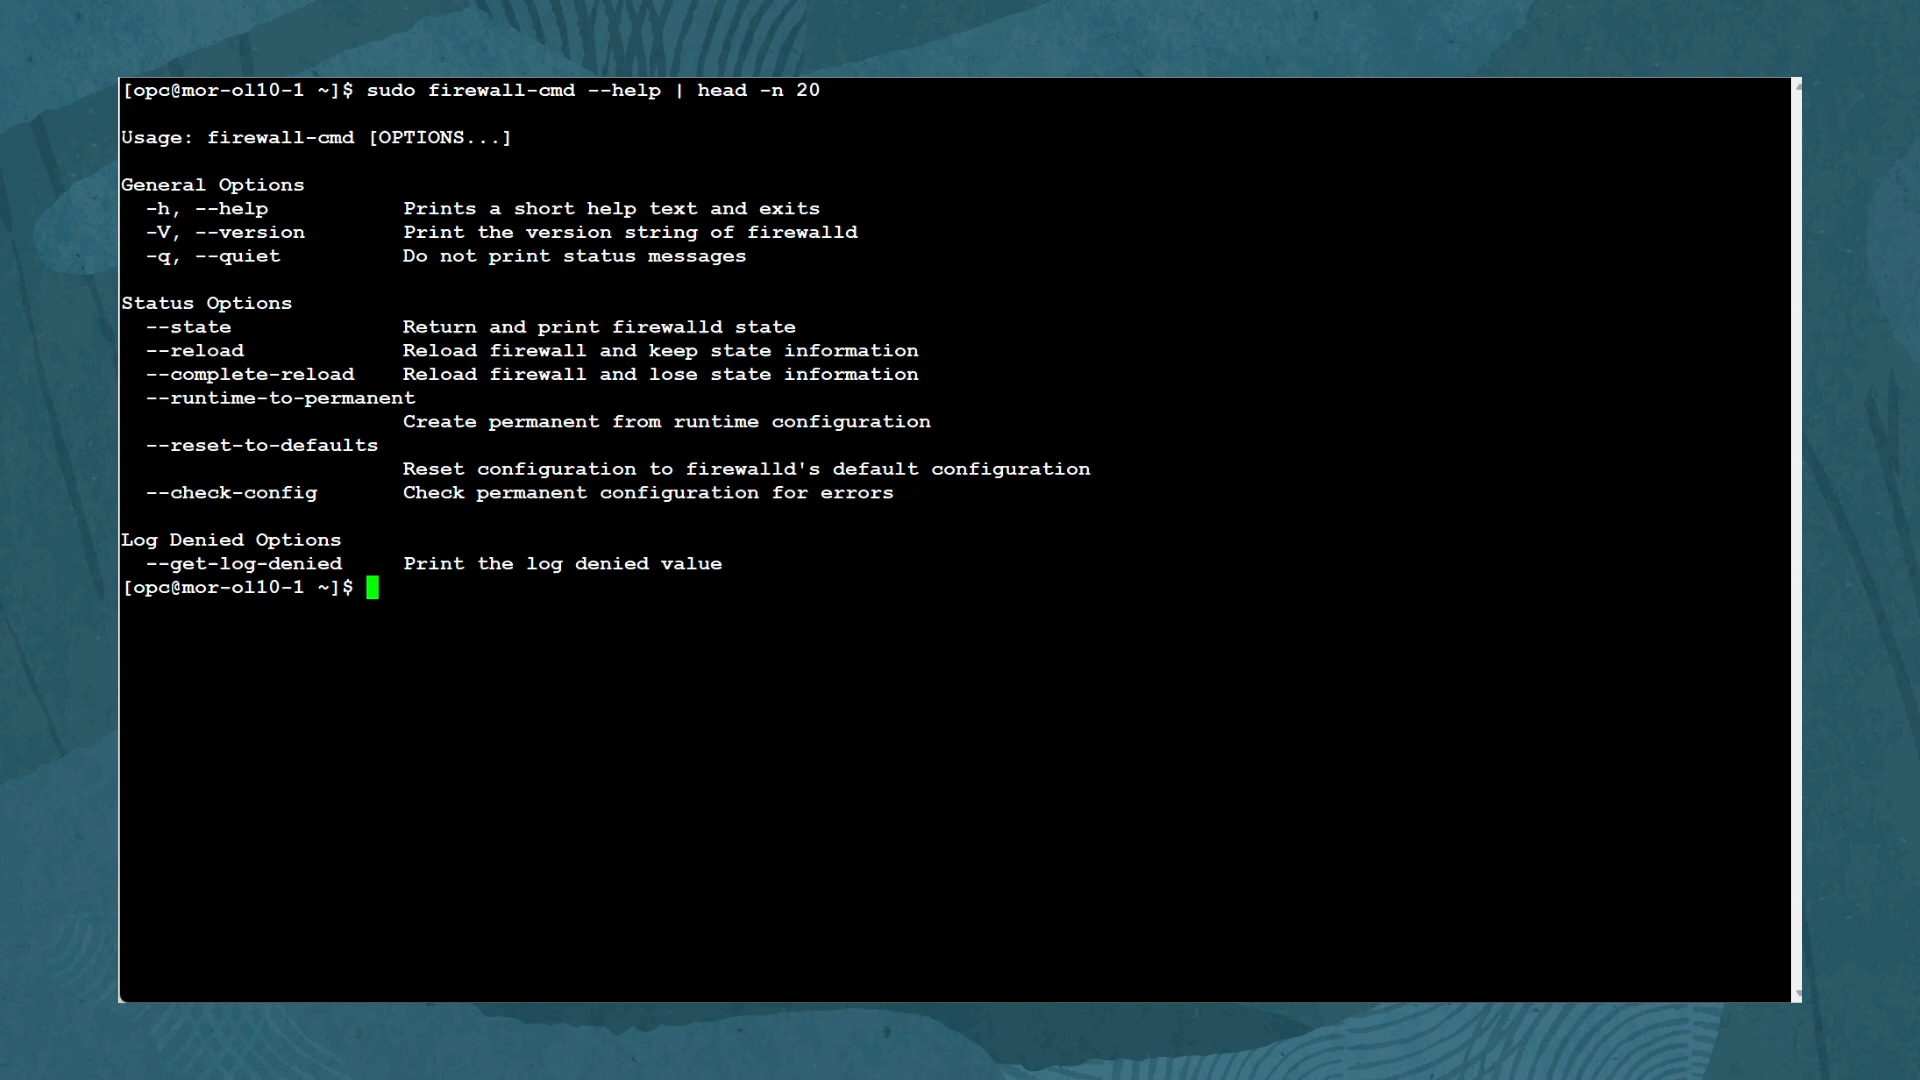 [opc@mor-ol10-1 ~]$ sudo firewall-cmd --help | head -n 20
Usage: firewall-cmd [OPTIONS...]
General Options
-h, --help Prints a short help text and exits
-V, --version Print the version string of firewalld
-q, --quiet Do not print status messages
Status Options
--state Return and print firewalld state
--reload Reload firewall and keep state information
--complete-reload Reload firewall and lose state information
--runtime-to-permanent
Create permanent from runtime configuration
--reset-to-defaults
Reset configuration to firewalld's default configuration
--check-config Check permanent configuration for errors
Log Denied Options
--get-log-denied Print the log denied value
[opc@mor-ol10-1 ~]$